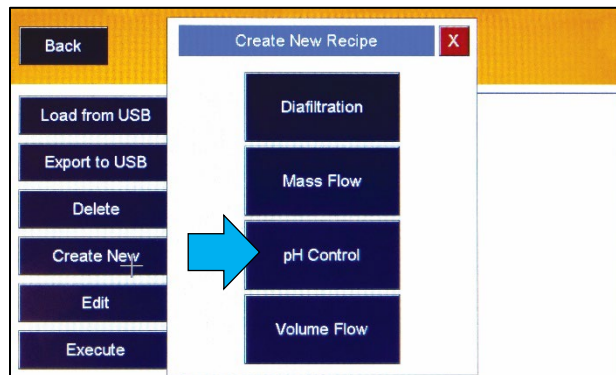 Back
Create New Recipe
X
Load from USB
Export to USB
Delete
Create New
Edit
Execute
Diafiltration
Mass Flow
pH Control
Volume Flow